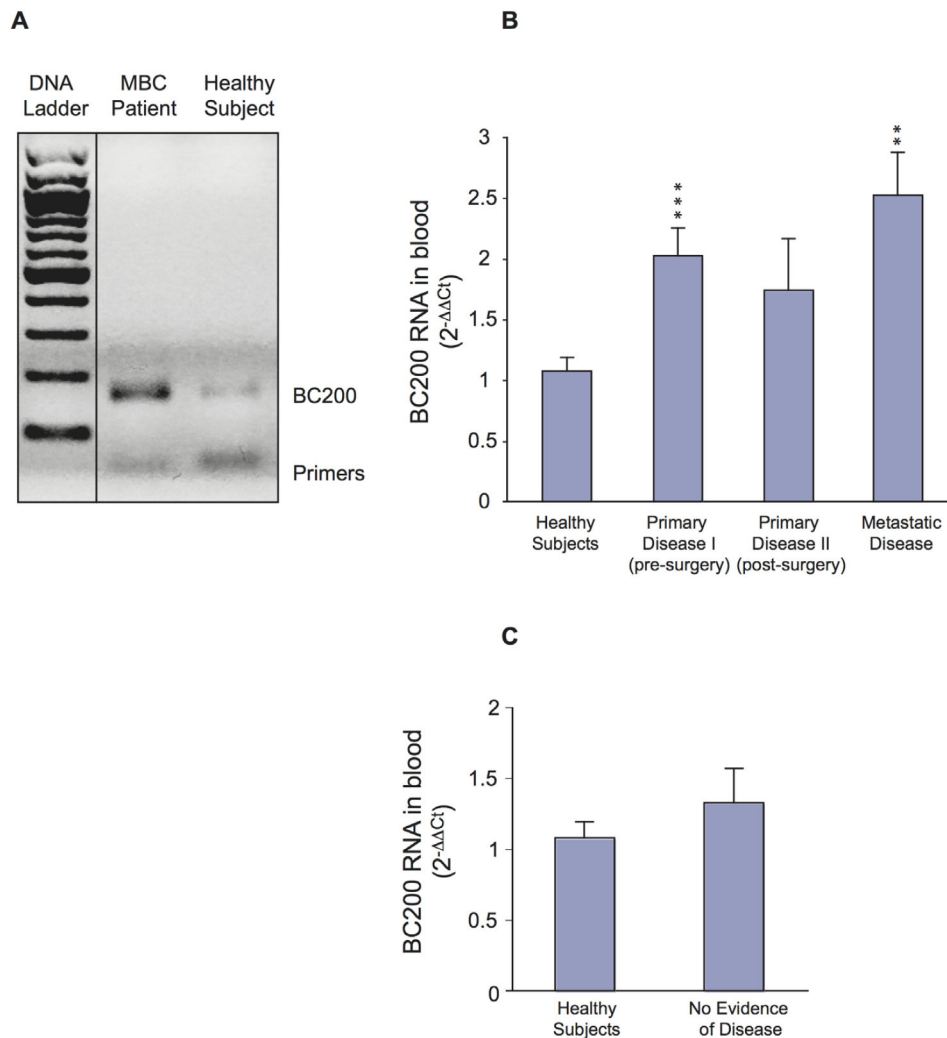 A
DNA
Ladder
MBC
Patient
Healthy
Subject
BC200
Primers
B
BC200 RNA in blood
(2-ΔΔCt)
3
2.5
2
1.5
1
0.5
0
***
**
Healthy
Subjects
Primary
Disease I
(pre-surgery)
Primary
Disease II
(post-surgery)
Metastatic
Disease
C
BC200 RNA in blood
(2-ΔΔCt)
2
1.5
1
0.5
0
Healthy
Subjects
No Evidence
of Disease